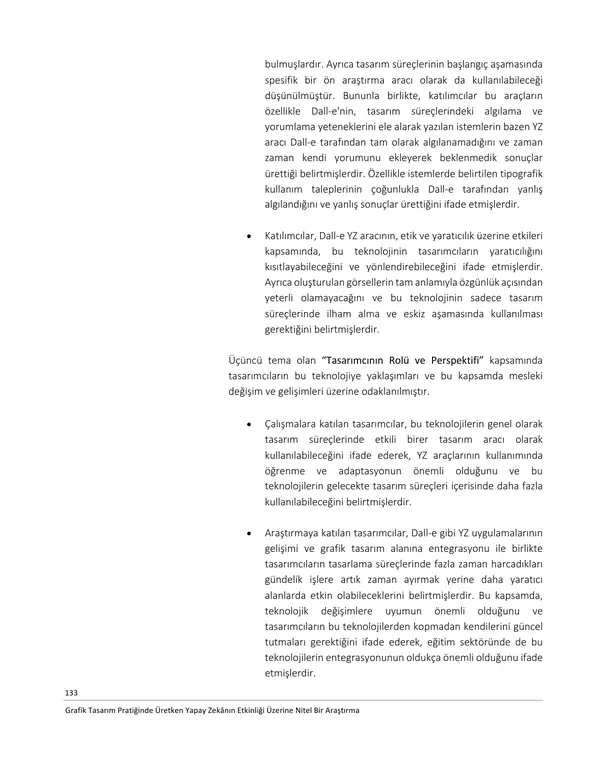 bulmuşlardır. Ayrıca tasarım süreçlerinin başlangıç aşamasında
spesifik bir ön araştırma aracı olarak da kullanılabileceği
düşünülmüştür. Bununla birlikte, katılımcılar bu araçların
özellikle Dall-e'nin, tasarım süreçlerindeki algılama ve
yorumlama yeteneklerini ele alarak yazılan istemlerin bazen YZ
aracı Dall-e tarafından tam olarak algılanamadığını ve zaman
zaman kendi yorumunu ekleyerek beklenmedik sonuçlar
ürettiği belirtmişlerdir. Özellikle istemlerde belirtilen tipografik
kullanım taleplerinin çoğunlukla Dall-e tarafından yanlış
algılandığını ve yanlış sonuçlar ürettiğini ifade etmişlerdir.
• Katılımcılar, Dall-e YZ aracının, etik ve yaratıcılık üzerine etkileri
kapsamında, bu teknolojinin tasarımcıların yaratıcılığını
kısıtlayabileceğini ve yönlendirebileceğini ifade etmişlerdir.
Ayrıca oluşturulan görsellerin tam anlamıyla özgünlük açısından
yeterli olamayacağını ve bu teknolojinin sadece tasarım
süreçlerinde ilham alma ve eskiz aşamasında kullanılması
gerektiğini belirtmişlerdir.
Üçüncü tema olan “Tasarımcının Rolü ve Perspektifi” kapsamında
tasarımcıların bu teknolojiye yaklaşımları ve bu kapsamda mesleki
değişim ve gelişimleri üzerine odaklanılmıştır.
• Çalışmalara katılan tasarımcılar, bu teknolojilerin genel olarak
tasarım süreçlerinde etkili birer tasarım aracı olarak
kullanılabileceğini ifade ederek, YZ araçlarının kullanımında
öğrenme ve adaptasyonun önemli olduğunu ve bu
teknolojilerin gelecekte tasarım süreçleri içerisinde daha fazla
kullanılabileceğini belirtmişlerdir.
• Araştırmaya katılan tasarımcılar, Dall-e gibi YZ uygulamalarının
gelişimi ve grafik tasarım alanına entegrasyonu ile birlikte
tasarımcıların tasarlama süreçlerinde fazla zaman harcadıkları
gündelik işlere artık zaman ayırmak yerine daha yaratıcı
alanlarda etkin olabileceklerini belirtmişlerdir. Bu kapsamda,
teknolojik değişimlere uyumun önemli olduğunu ve
tasarımcıların bu teknolojilerden kopmadan kendilerini güncel
tutmaları gerektiğini ifade ederek, eğitim sektöründe de bu
teknolojilerin entegrasyonunun oldukça önemli olduğunu ifade
etmişlerdir.
133
Grafik Tasarım Pratiğinde Üretken Yapay Zekânın Etkinliği Üzerine Nitel Bir Araştırma